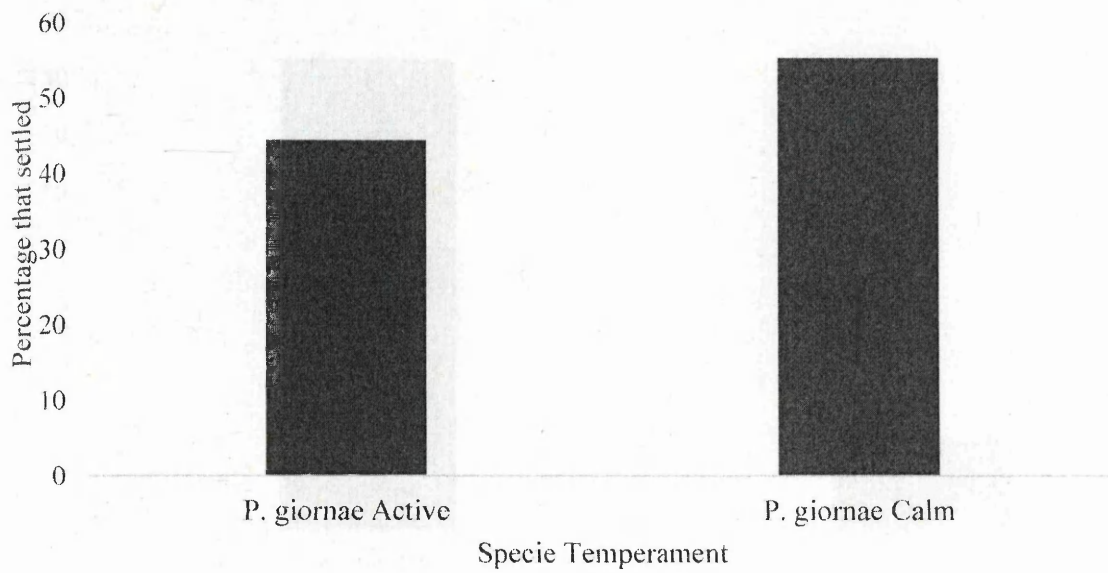 60
50
40
30
20
10
0
Percentage that settled
P. giornae Active
P. giornae Calm
Specie Temperament